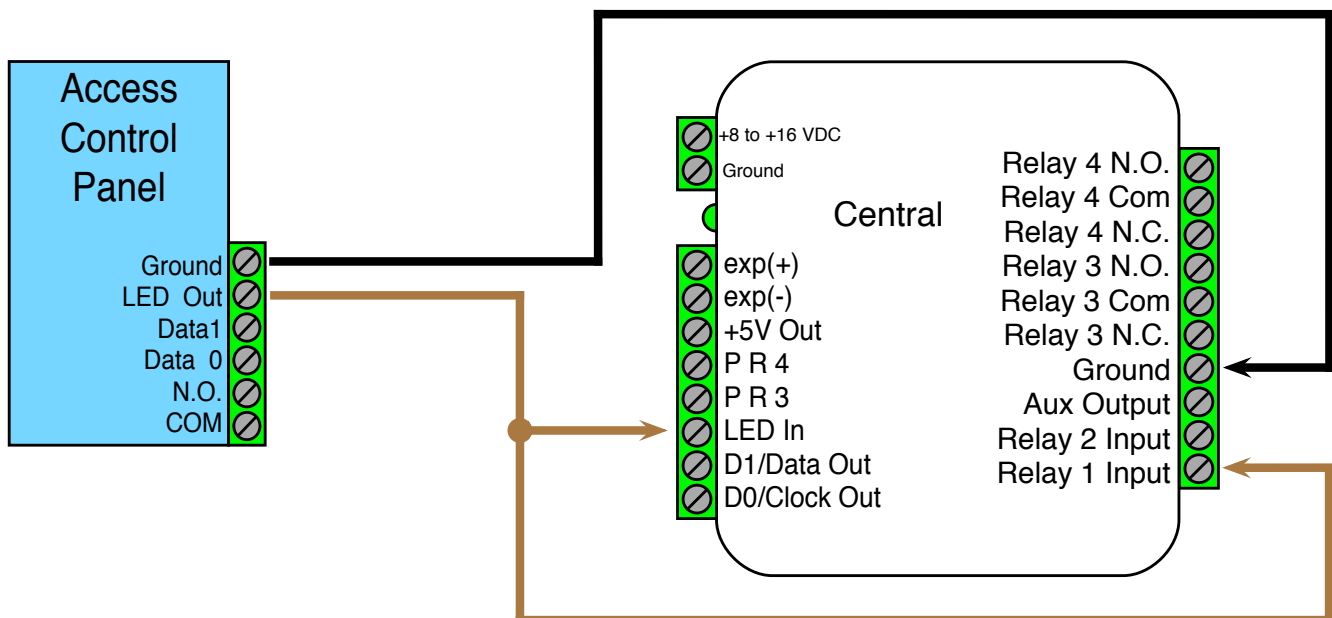 Access
Control
Panel
Ground
LED Out
Data1
Data 0
N.O.
COM
+8 to +16 VDC
Ground
Central
exp(+)
exp(-)
+5V Out
P R 4
P R 3
LED In
D1/Data Out
D0/Clock Out
Relay 4 N.O.
Relay 4 Com
Relay 4 N.C.
Relay 3 N.O.
Relay 3 Com
Relay 3 N.C.
Ground
Aux Output
Relay 2 Input
Relay 1 Input